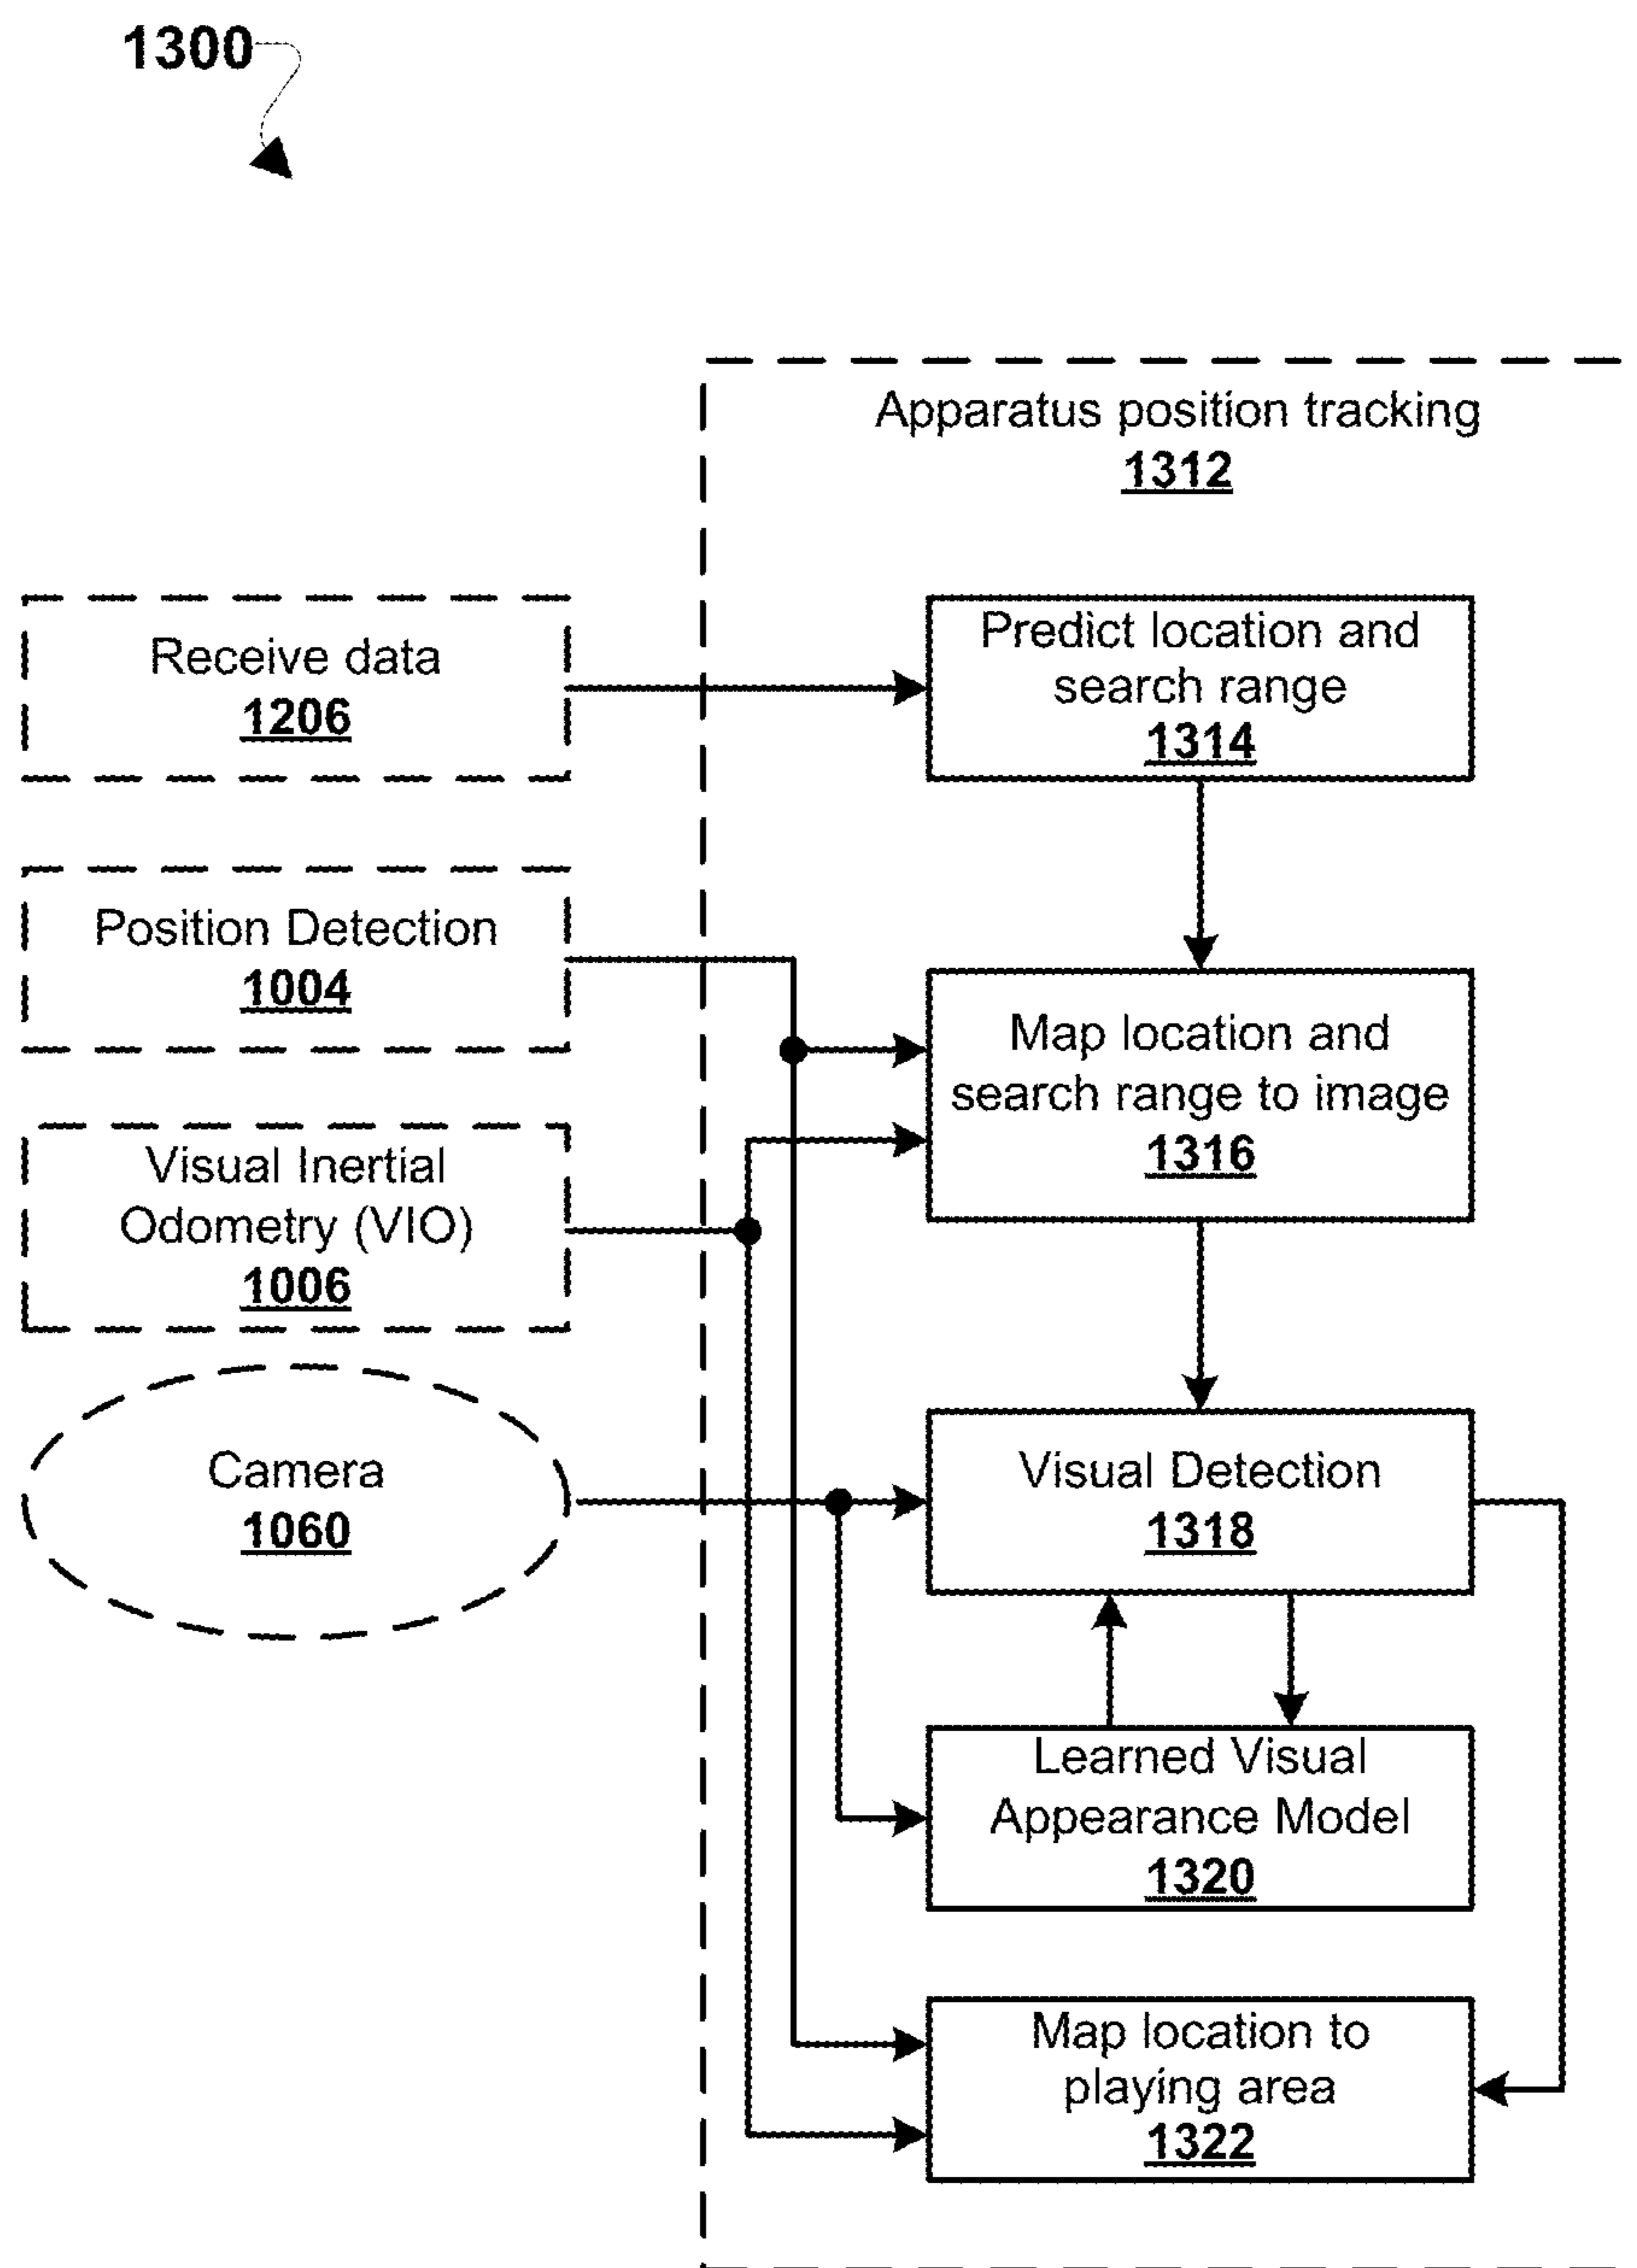 1300
Apparatus position tracking
1312
Receive data
1206
Predict location and
search range
1314
Position Detection
1004
Map location and
search range to image
1316
Visual Inertial
Odometry (VIO)
1006
Camera
1060
Visual Detection
1318
Learned Visual
Appearance Model
1320
Map location to
playing area
1322